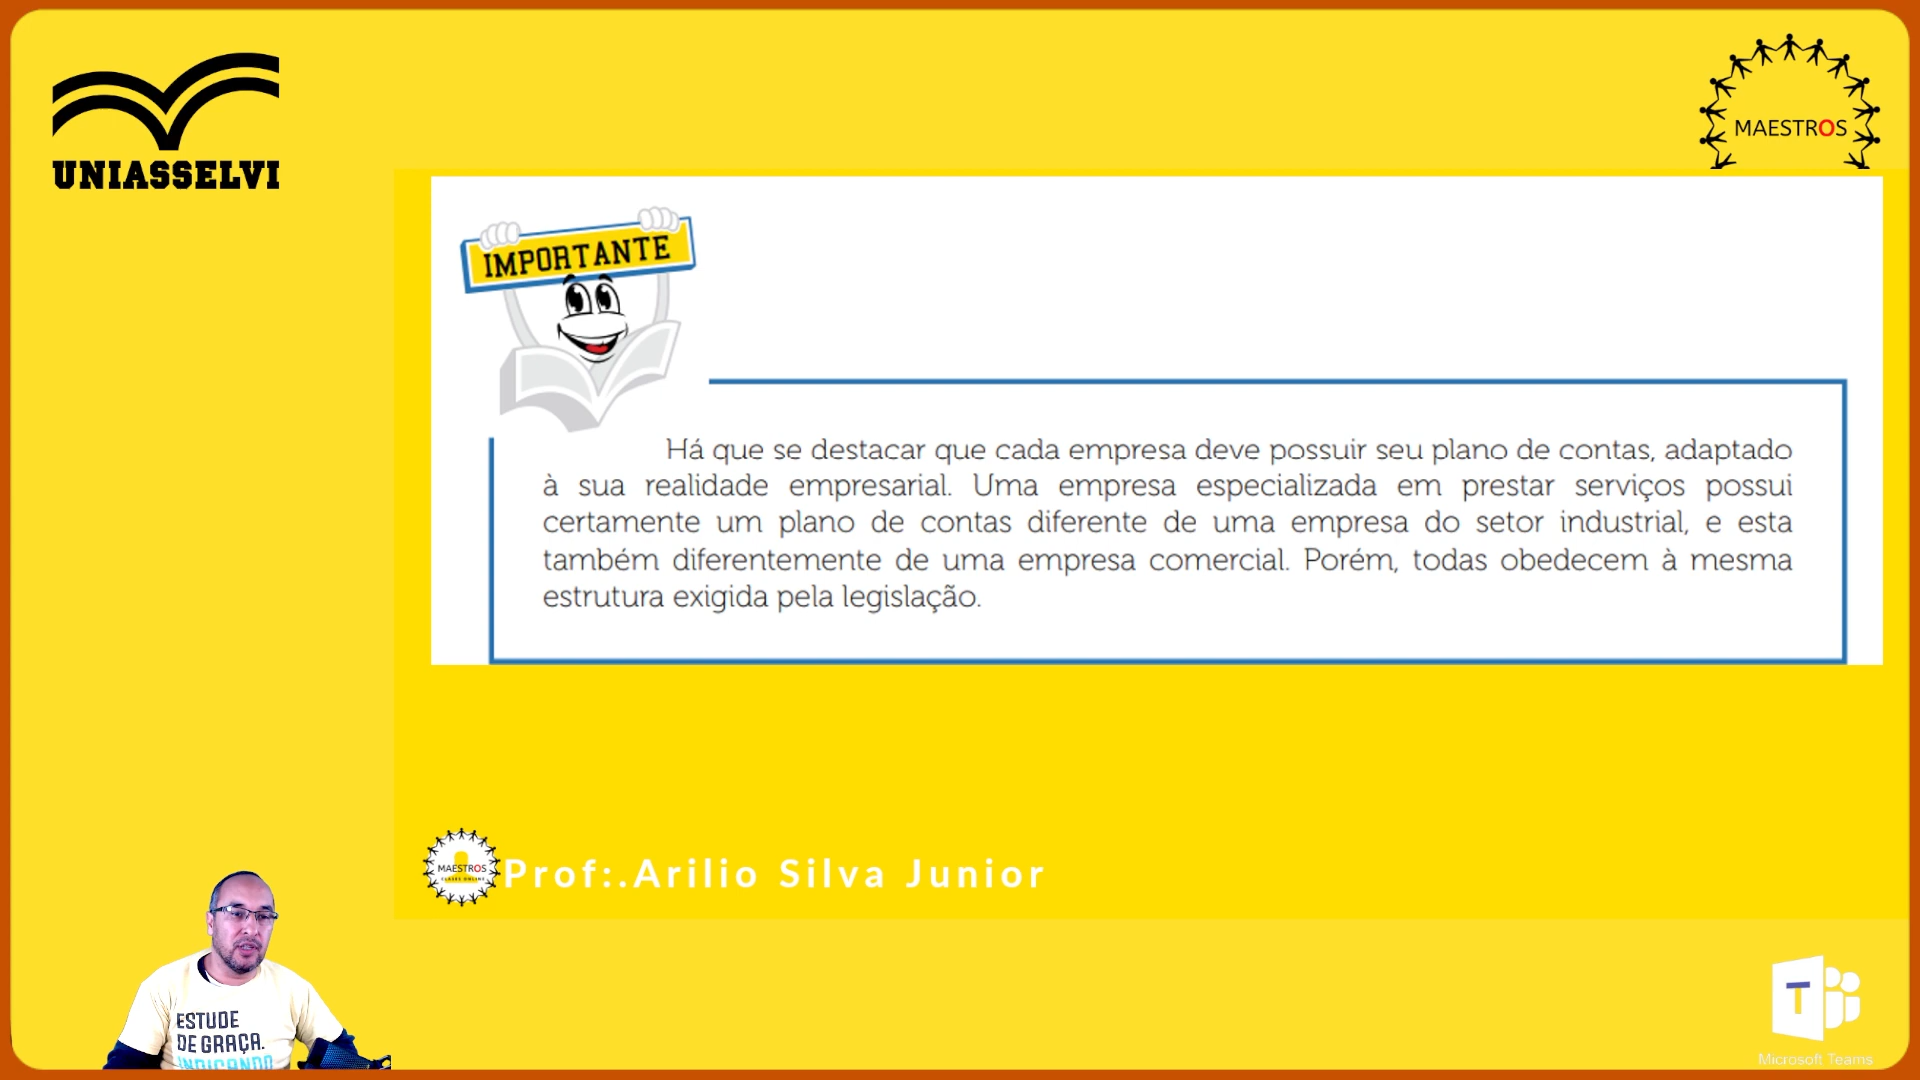 UNIASSELVI
MAESTROS
IMPORTANTE
Há que se destacar que cada empresa deve possuir seu plano de contas, adaptado
à sua realidade empresarial. Uma empresa especializada em prestar serviços possui
certamente um plano de contas diferente de uma empresa do setor industrial, e esta
também diferentemente de uma empresa comercial. Porém, todas obedecem à mesma
estrutura exigida pela legislação.
MAESTROS
Prof:.Arilio Silva Junior
ESTUDE
DE GRAÇA.
INDICANDO
T
Microsoft Teams